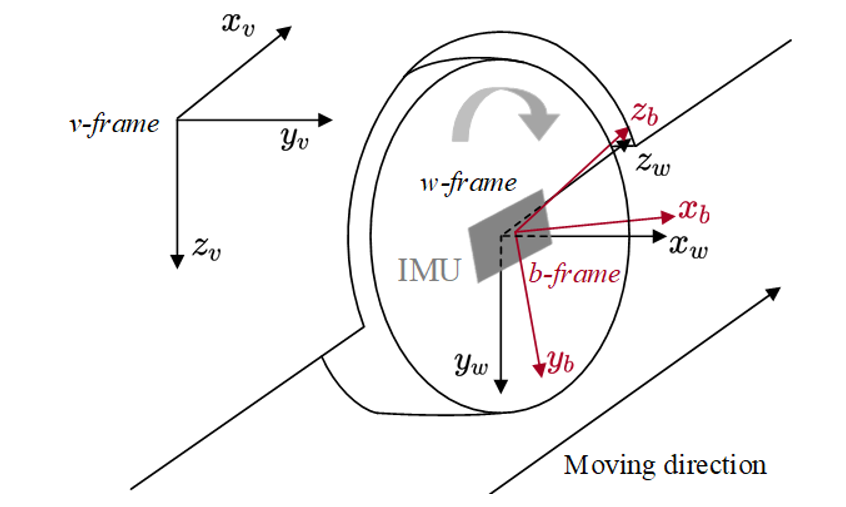 x_v
v-frame
y_v
z_v
z_b
w-frame
z_w
x_b
x_w
IMU
b-frame
y_w
y_b
Moving direction